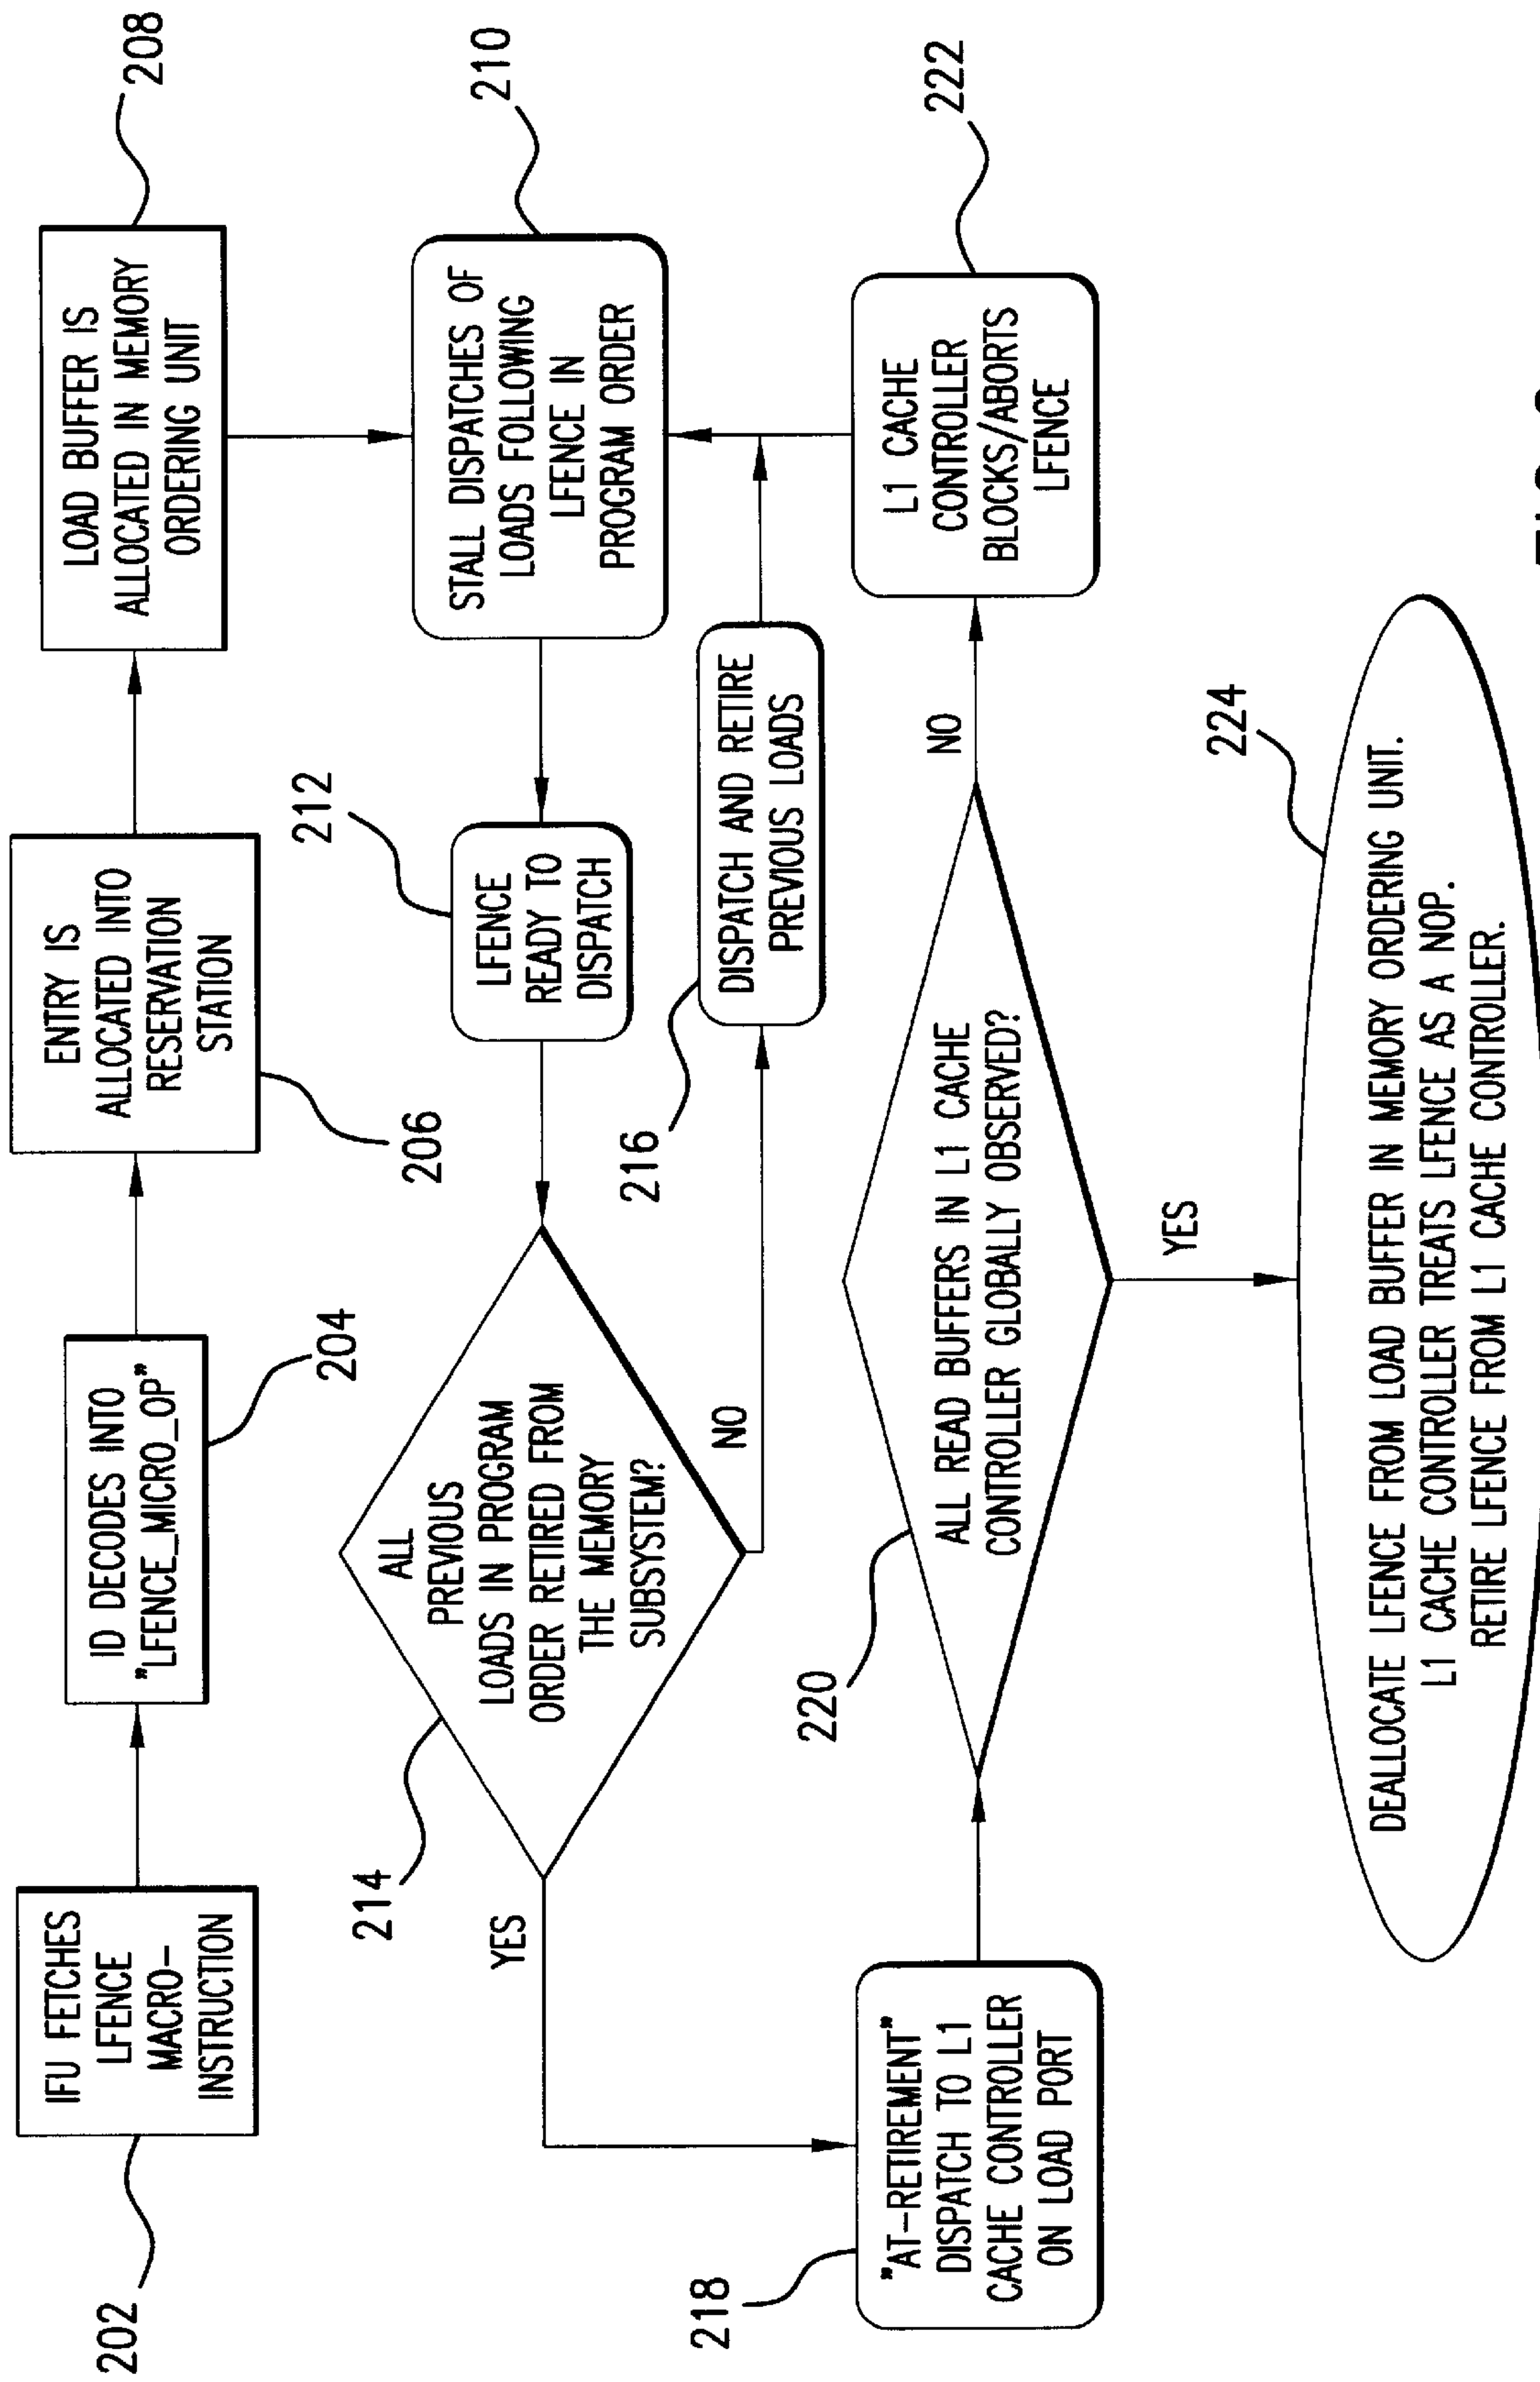 IFU FETCHES
LFENCE
MACRO-
INSTRUCTION
202
ID DECODES INTO
"LFENCE_MICRO_OP"
204
ENTRY IS
ALLOCATED INTO
RESERVATION
STATION
206
LOAD BUFFER IS
ALLOCATED IN MEMORY
ORDERING UNIT
208
STALL DISPATCHES OF
LOADS FOLLOWING
LFENCE IN
PROGRAM ORDER
210
LFENCE
READY TO
DISPATCH
212
ALL
PREVIOUS
LOADS IN PROGRAM
ORDER RETIRED FROM
THE MEMORY
SUBSYSTEM?
214
YES
NO
DISPATCH AND RETIRE
PREVIOUS LOADS
216
"AT-RETIREMENT"
DISPATCH TO L1
CACHE CONTROLLER
ON LOAD PORT
218
ALL READ BUFFERS IN L1 CACHE
CONTROLLER GLOBALLY OBSERVED?
220
NO
YES
L1 CACHE
CONTROLLER
BLOCKS/ABORTS
LFENCE
222
DEALLOCATE LFENCE FROM LOAD BUFFER IN MEMORY ORDERING UNIT.
L1 CACHE CONTROLLER TREATS LFENCE AS A NOP.
RETIRE LFENCE FROM L1 CACHE CONTROLLER.
224